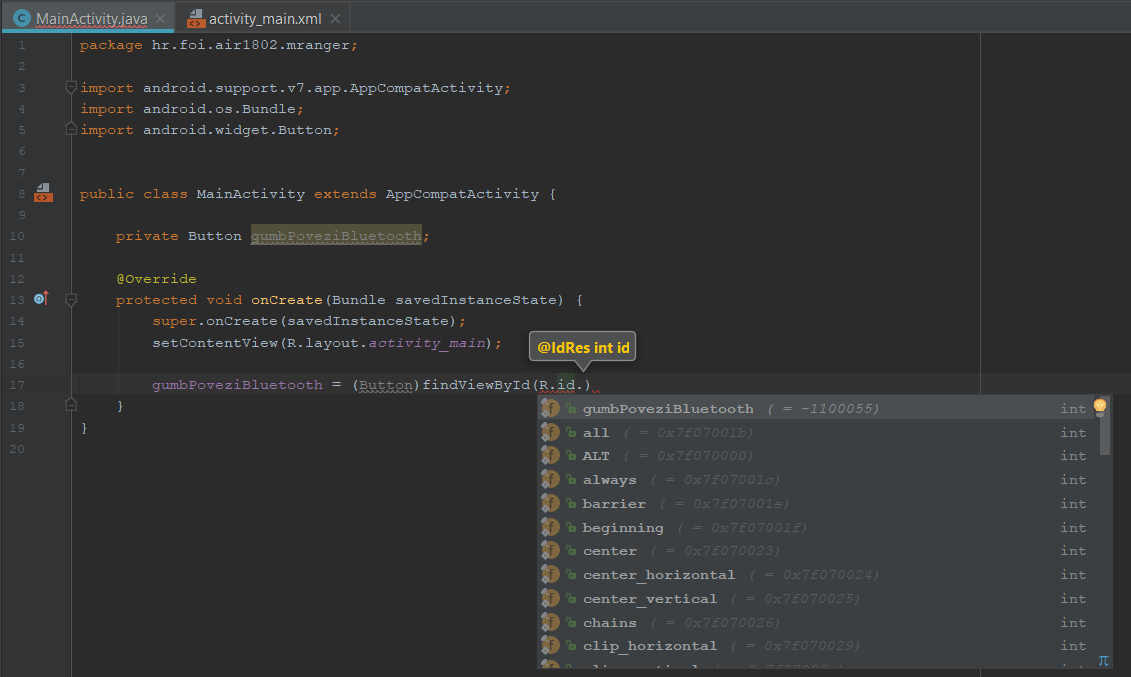 MainActivity.java activity_main.xml
1 package hr.foi.air1802.mranger;
2
3 import android.support.v7.app.AppCompatActivity;
4 import android.os.Bundle;
5 import android.widget.Button;
6
7
8 public class MainActivity extends AppCompatActivity {
9
10 private Button gumbPoveziBluetooth;
11
12 @Override
13 protected void onCreate(Bundle savedInstanceState) {
14 super.onCreate(savedInstanceState);
15 setContentView(R.layout.activity_main);
@IdRes int id
16
17 gumbPoveziBluetooth = (Button)findViewById(R.id.)
18 }
19 }
20
gumbPoveziBluetooth ( = -1100055) int
all ( = 0x7f07001b) int
ALT ( = 0x7f070000) int
always ( = 0x7f07001c) int
barrier ( = 0x7f07001e) int
beginning ( = 0x7f07001f) int
center ( = 0x7f070023) int
center_horizontal ( = 0x7f070024) int
center_vertical ( = 0x7f070025) int
chains ( = 0x7f070026) int
clip_horizontal ( = 0x7f070029) int
π